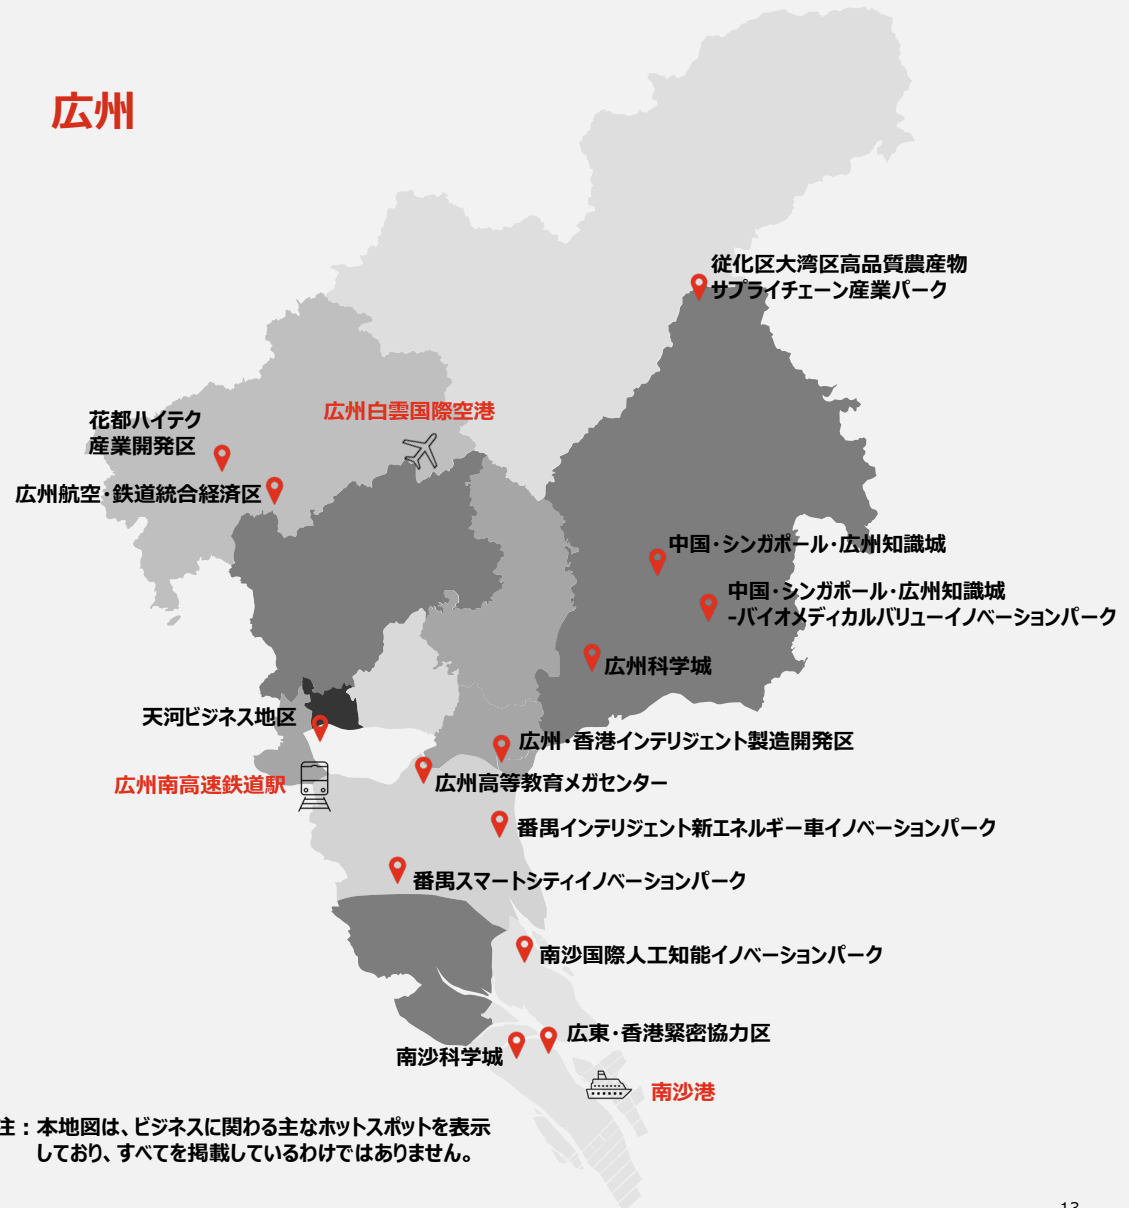 広州
従化区大湾区高品質農産物
サプライチェーン産業パーク
花都ハイテク
産業開発区
広州白雲国際空港
広州航空・鉄道統合経済区
中国・シンガポール・広州知識城
中国・シンガポール・広州知識城
-バイオメディカルバリューイノベーションパーク
広州科学城
天河ビジネス地区
広州・香港インテリジェント製造開発区
広州南高速鉄道駅
広州高等教育メガセンター
番禺インテリジェント新エネルギー車イノベーションパーク
番禺スマートシティイノベーションパーク
南沙国際人工知能イノベーションパーク
広東・香港緊密協力区
南沙科学城
南沙港
注：本地図は、ビジネスに関わる主なホットスポットを表示
しており、すべてを掲載しているわけではありません。